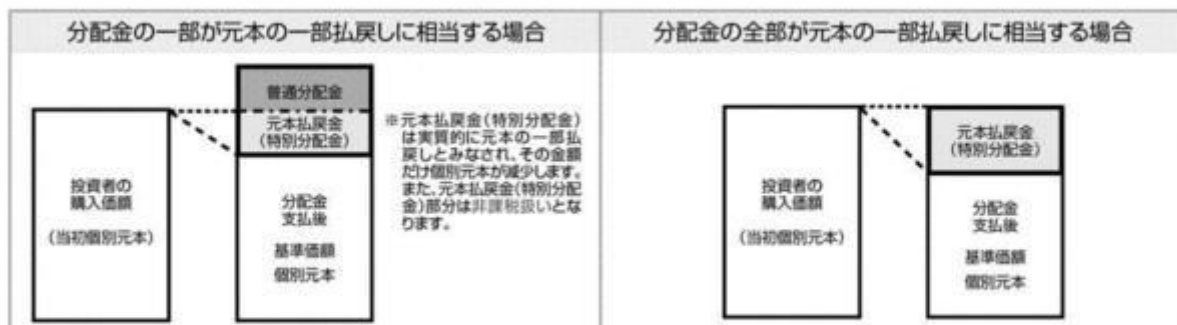 分配金の一部が元本の一部払戻しに相当する場合
普通分配金
元本払戻金
(特別分配金)
投資者の
購入価額
(当初個別元本)
分配金
支払後
基準価額
個別元本
※元本払戻金(特別分配金)
は実質的に元本の一部払
戻しとみなされ、その金額
だけ個別元本が減少します。
また、元本払戻金(特別分配
金)部分は非課税扱いとな
ります。
分配金の全部が元本の一部払戻しに相当する場合
元本払戻金
(特別分配金)
投資者の
購入価額
(当初個別元本)
分配金
支払後
基準価額
個別元本